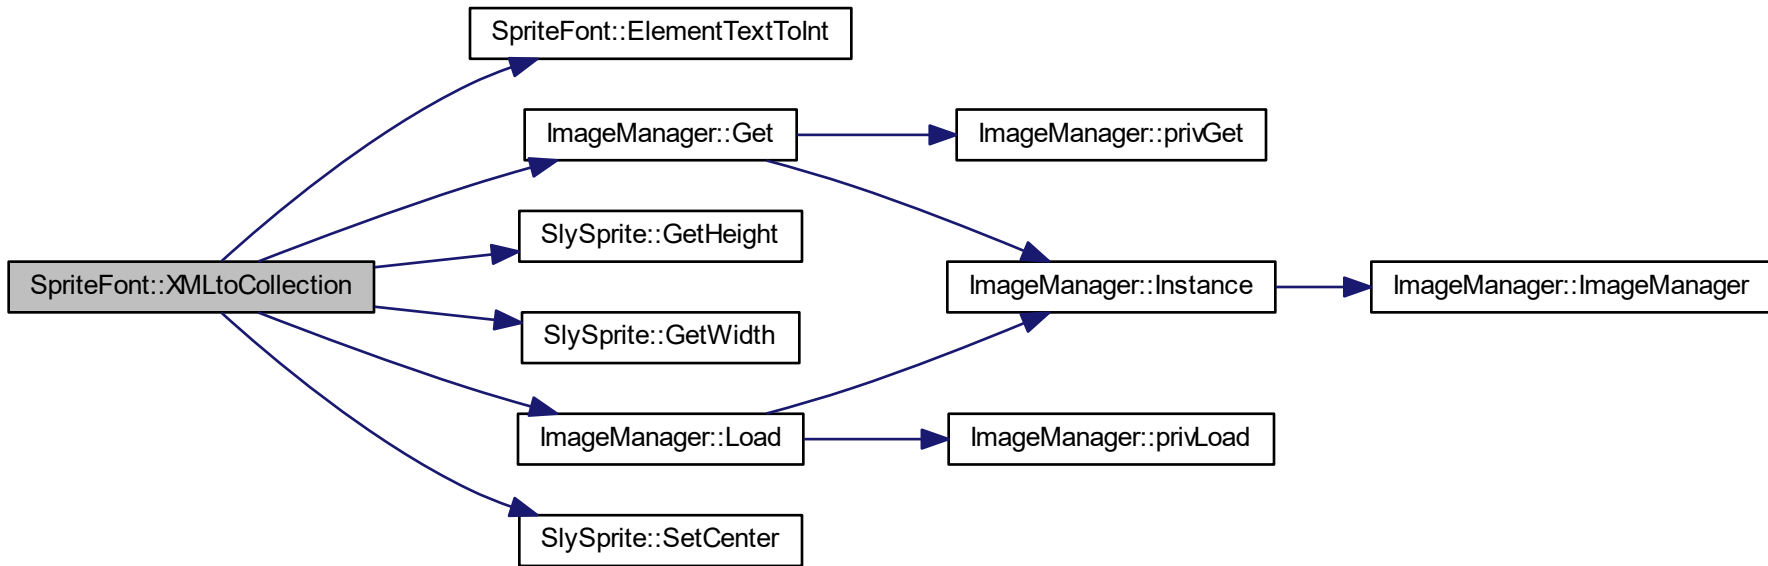 SpriteFont::ElementTextToInt
ImageManager::Get
ImageManager::privGet
SlySprite::GetHeight
SpriteFont::XMLtoCollection
ImageManager::Instance
ImageManager::ImageManager
SlySprite::GetWidth
ImageManager::Load
ImageManager::privLoad
SlySprite::SetCenter